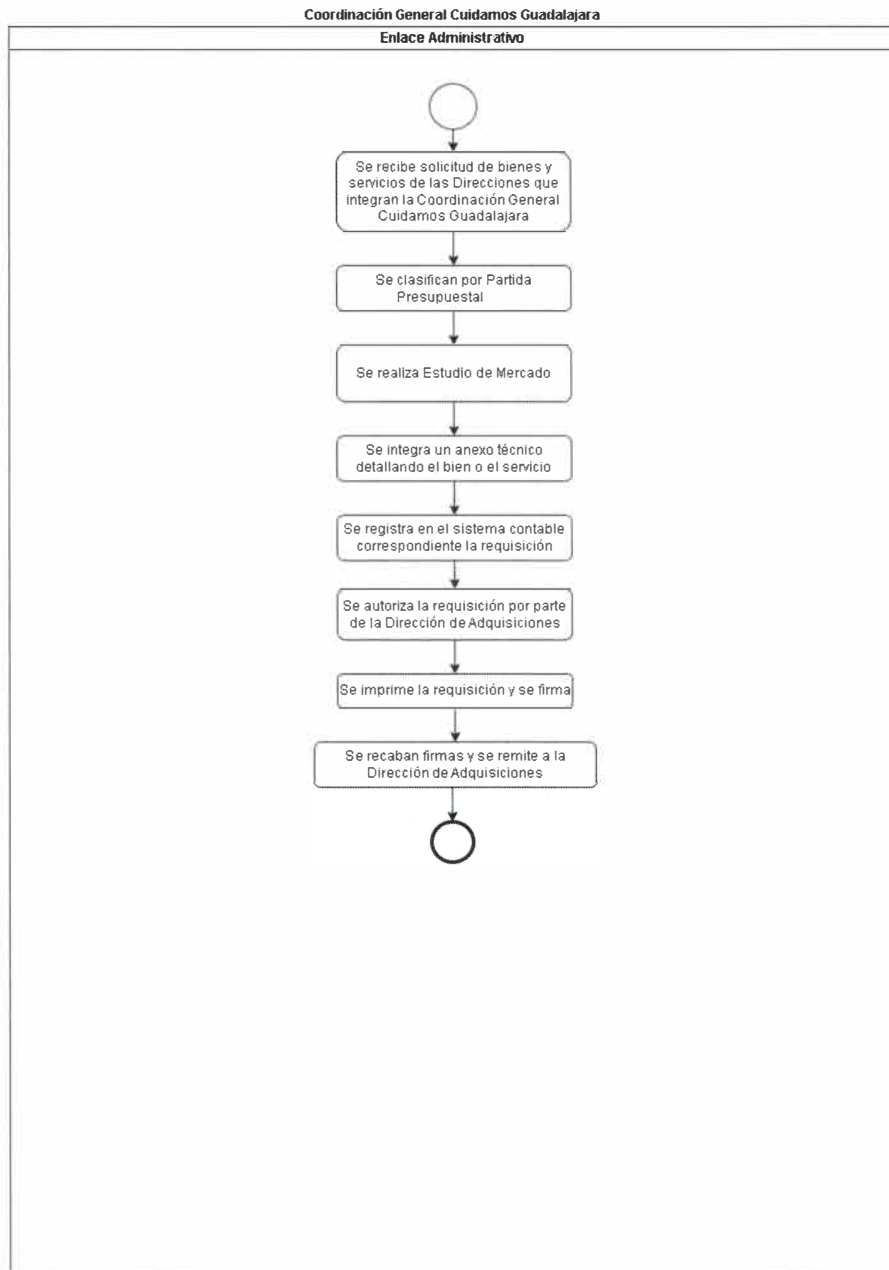 Coordinación General Cuidamos Guadalajara
Enlace Administrativo
Se recibe solicitud de bienes y
servicios de las Direcciones que
integran la Coordinación General
Cuidamos Guadalajara
Se clasifican por Partida
Presupuestal
Se realiza Estudio de Mercado
Se integra un anexo técnico
detallando el bien o el servicio
Se registra en el sistema contable
correspondiente la requisición
Se autoriza la requisición por parte
de la Dirección de Adquisiciones
Se imprime la requisición y se firma
Se recaban firmas y se remite a la
Dirección de Adquisiciones